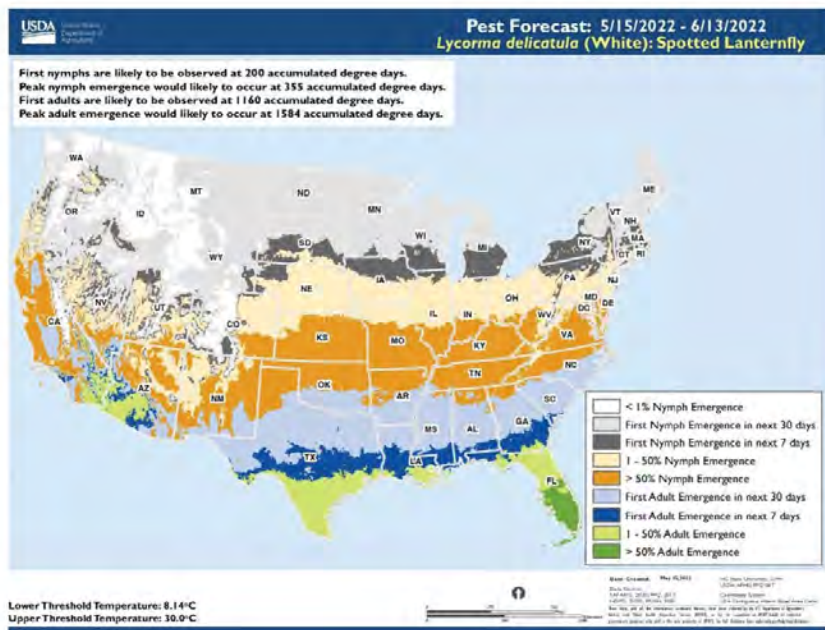 USDA
United States
Department of
Agriculture
Pest Forecast: 5/15/2022 - 6/13/2022
Lycorma delicatula (White): Spotted Lanternfly
First nymphs are likely to be observed at 200 accumulated degree days.
Peak nymph emergence would likely to occur at 355 accumulated degree days.
First adults are likely to be observed at 1160 accumulated degree days.
Peak adult emergence would likely to occur at 1584 accumulated degree days.
WA
MT
ND
MN
ME
OR
ID
WI
VT
NH
SD
MI
NY
MA
WY
CT
RI
IA
PA
NJ
NE
OH
NV
UT
IL
IN
MD
DE
DC
CO
WV
CA
KS
MO
KY
VA
NC
TN
AZ
NM
OK
AR
SC
MS
AL
GA
TX
LA
FL
< 1% Nymph Emergence
First Nymph Emergence in next 30 days
First Nymph Emergence in next 7 days
1 - 50% Nymph Emergence
> 50% Nymph Emergence
First Adult Emergence in next 30 days
First Adult Emergence in next 7 days
1 - 50% Adult Emergence
> 50% Adult Emergence
Lower Threshold Temperature: 8.14°C
Upper Threshold Temperature: 30.0°C